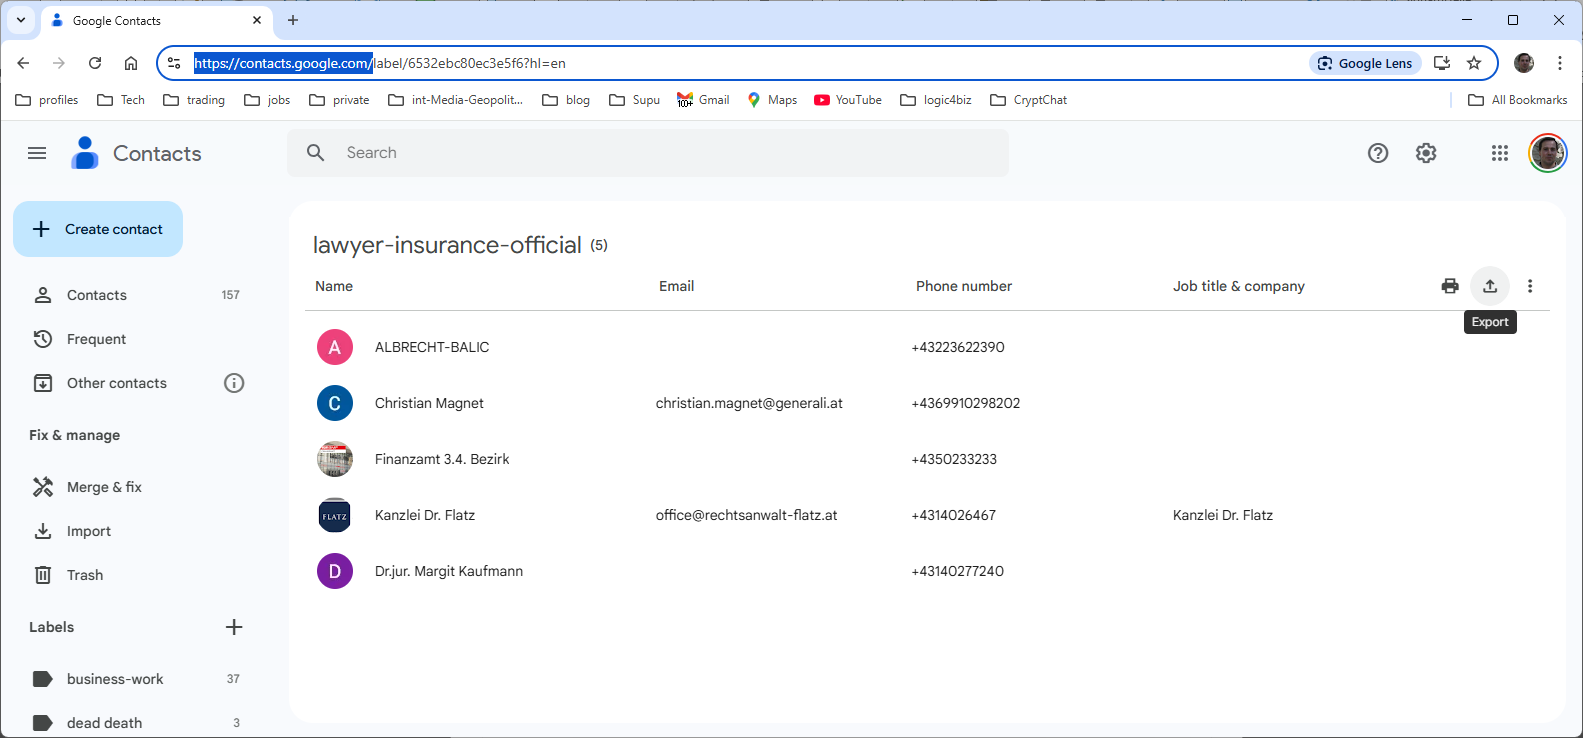 Google Contacts
https://contacts.google.com/label/6532ebc80ec3e5f6?hl=en
Google Lens
profiles Tech trading jobs private int-Media-Geopolit... blog Supu Gmail Maps YouTube logic4biz CryptChat All Bookmarks
10+
Contacts
Search
Create contact
Contacts 157
Frequent
Other contacts
Fix & manage
Merge & fix
Import
Trash
Labels
business-work 37
dead death 3
lawyer-insurance-official (5)
Name Email Phone number Job title & company
Export
A ALBRECHT-BALIC +43223622390
C Christian Magnet christian.magnet@generali.at +4369910298202
Finanzamt 3.4. Bezirk +4350233233
FLATZ Kanzlei Dr. Flatz office@rechtsanwalt-flatz.at +4314026467 Kanzlei Dr. Flatz
D Dr.jur. Margit Kaufmann +43140277240